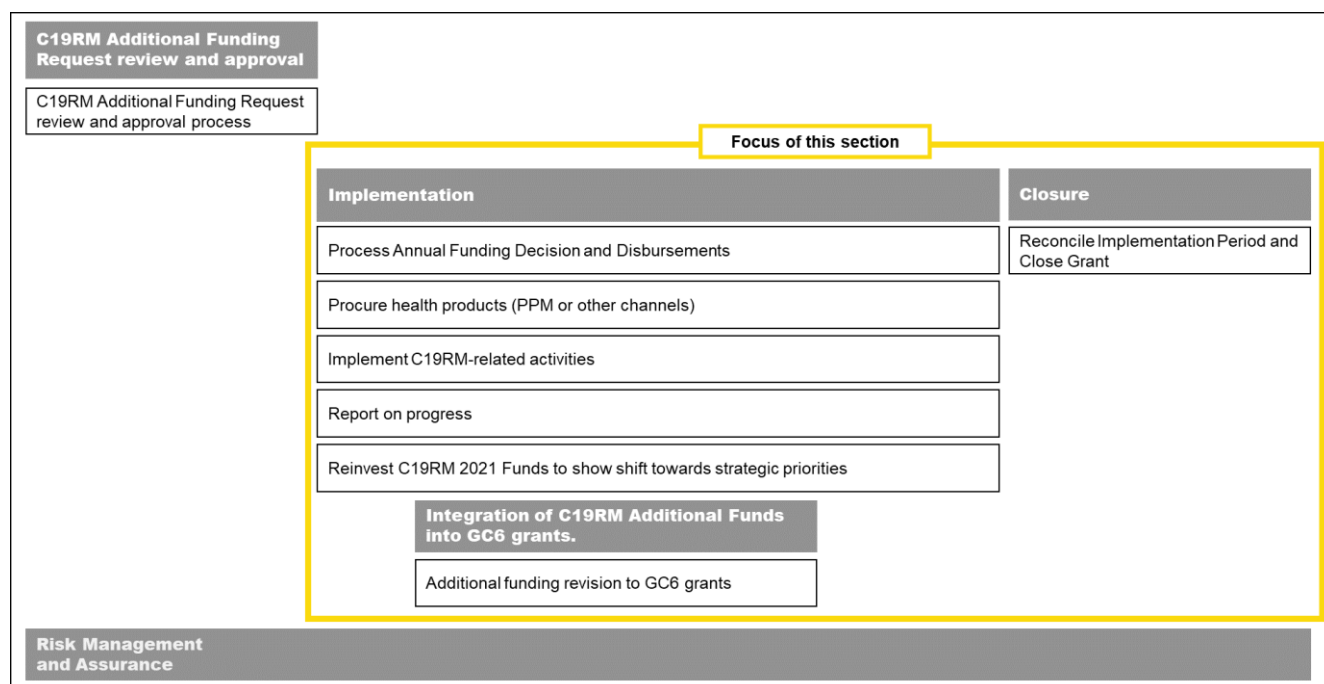 C19RM Additional Funding
Request review and approval
C19RM Additional Funding Request
review and approval process
Focus of this section
Implementation
Closure
Process Annual Funding Decision and Disbursements
Reconcile Implementation Period and
Close Grant
Procure health products (PPM or other channels)
Implement C19RM-related activities
Report on progress
Reinvest C19RM 2021 Funds to show shift towards strategic priorities
Integration of C19RM Additional Funds
into GC6 grants.
Additional funding revision to GC6 grants
Risk Management
and Assurance